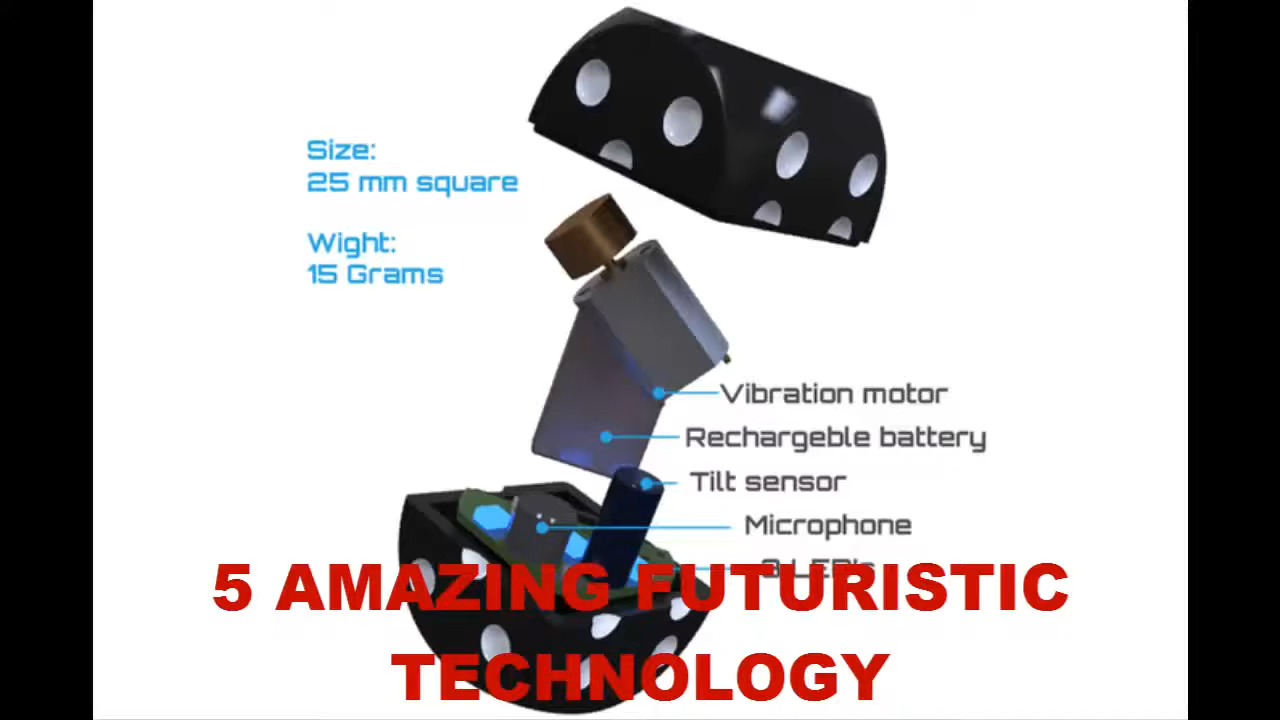 Size:
25 mm square
Wight:
15 Grams
Vibration motor
Rechargeble battery
Tilt sensor
Microphone
5 AMAZING FUTURISTIC
TECHNOLOGY